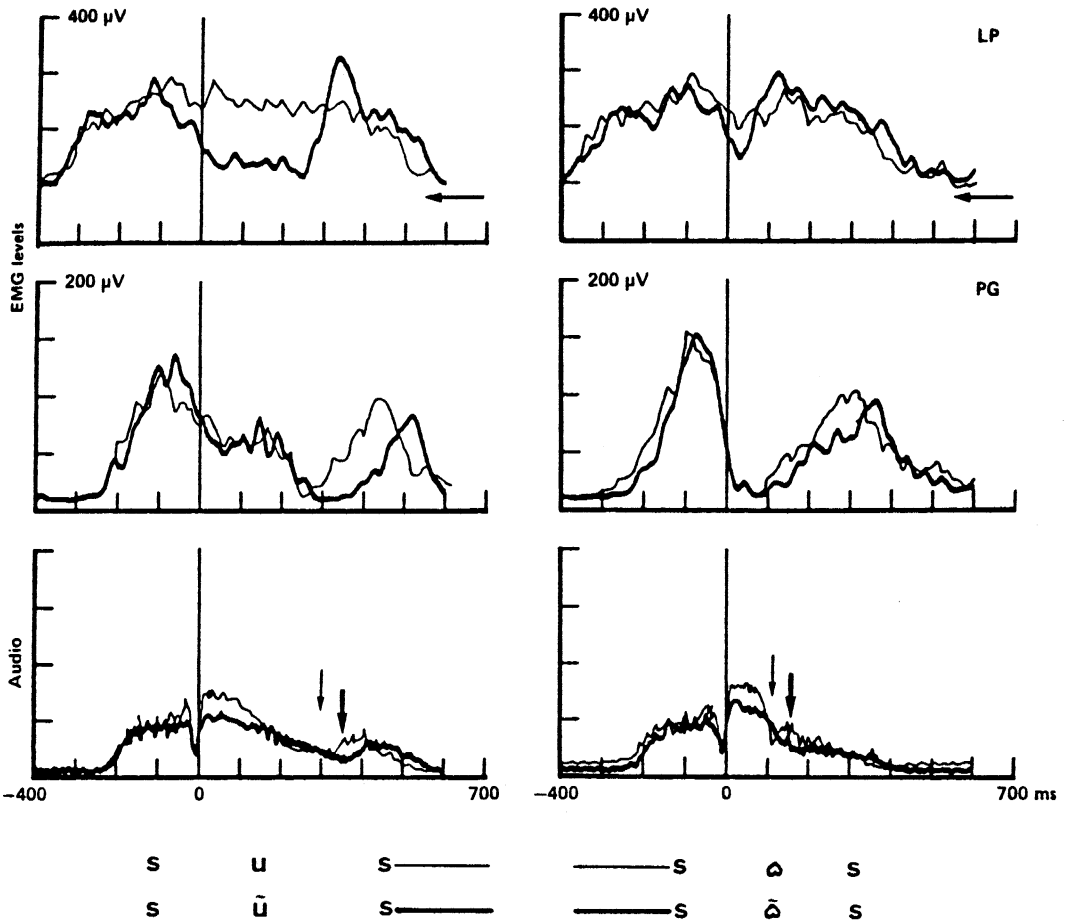 400 µV
400 µV
LP
EMG levels
200 µV
200 µV
PG
Audio
−400 0 700
−400 0 700 ms
s u s
s ɷ s
s ũ s
s ɷ̃ s